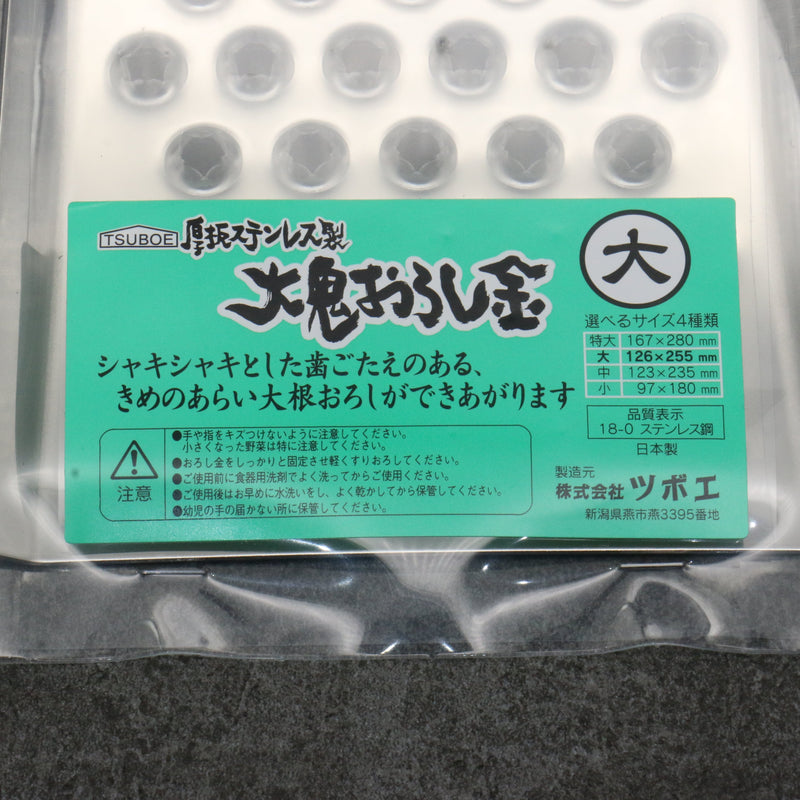 TSUBOE 厚板ステンレス製
大鬼おろし金
大
シャキシャキとした歯ごたえのある、
きめのあらい大根おろしができあがります
選べるサイズ4種類
特大 167×280 mm
大 126×255 mm
中 123×235 mm
小 97×180 mm
品質表示
18-0 ステンレス鋼
日本製
製造元
株式会社 ツボエ
新潟県燕市燕3395番地
注意
●手や指をキズつけないように注意してください。
小さくなった野菜は特に注意してください。
●おろし金をしっかりと固定させ軽くすりおろしてください。
●ご使用前に食器用洗剤でよく洗ってからご使用ください。
●ご使用後はお早めに水洗いをし、よく乾かしてから保管してください。
●幼児の手の届かない所に保管してください。